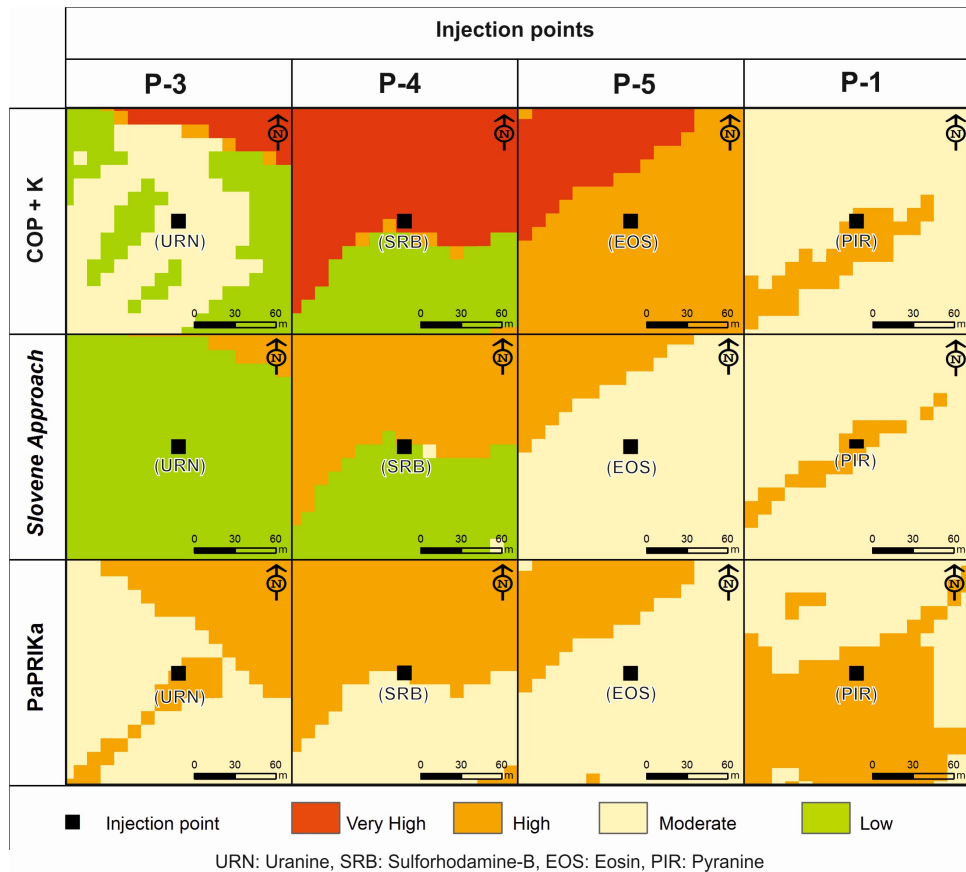 Injection points
P-3 P-4 P-5 P-1
COP + K
N N N N
(URN) (SRB) (EOS) (PIR)
0 30 60 m 0 30 60 m 0 30 60 m 0 30 60 m
Slovene Approach
N N N N
(URN) (SRB) (EOS) (PIR)
0 30 60 m 0 30 60 m 0 30 60 m 0 30 60 m
PaPRIKa
N N N N
(URN) (SRB) (EOS) (PIR)
0 30 60 m 0 30 60 m 0 30 60 m 0 30 60 m
Injection point Very High High Moderate Low
URN: Uranine, SRB: Sulforhodamine-B, EOS: Eosin, PIR: Pyranine